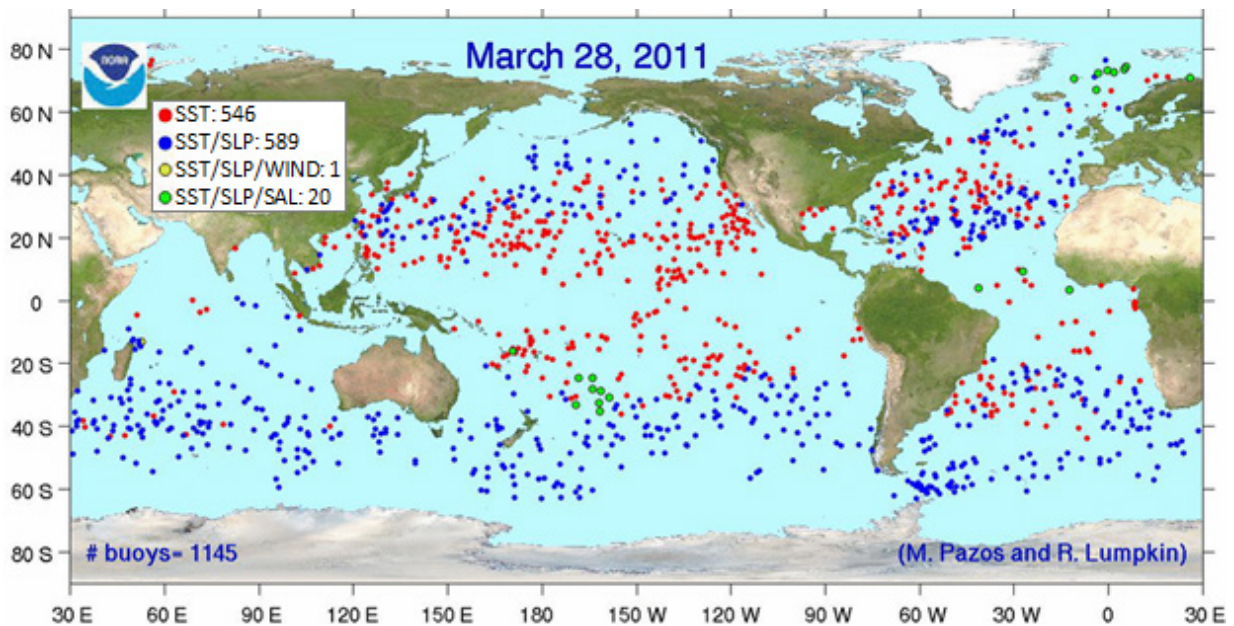 March 28, 2011
80 N
NOAA
60 N
SST: 546
SST/SLP: 589
SST/SLP/WIND: 1
SST/SLP/SAL: 20
40 N
20 N
0
20 S
40 S
60 S
80 S
# buoys= 1145
(M. Pazos and R. Lumpkin)
30 E 60 E 90 E 120 E 150 E 180 150 W 120 W 90 W 60 W 30 W 0 30 E